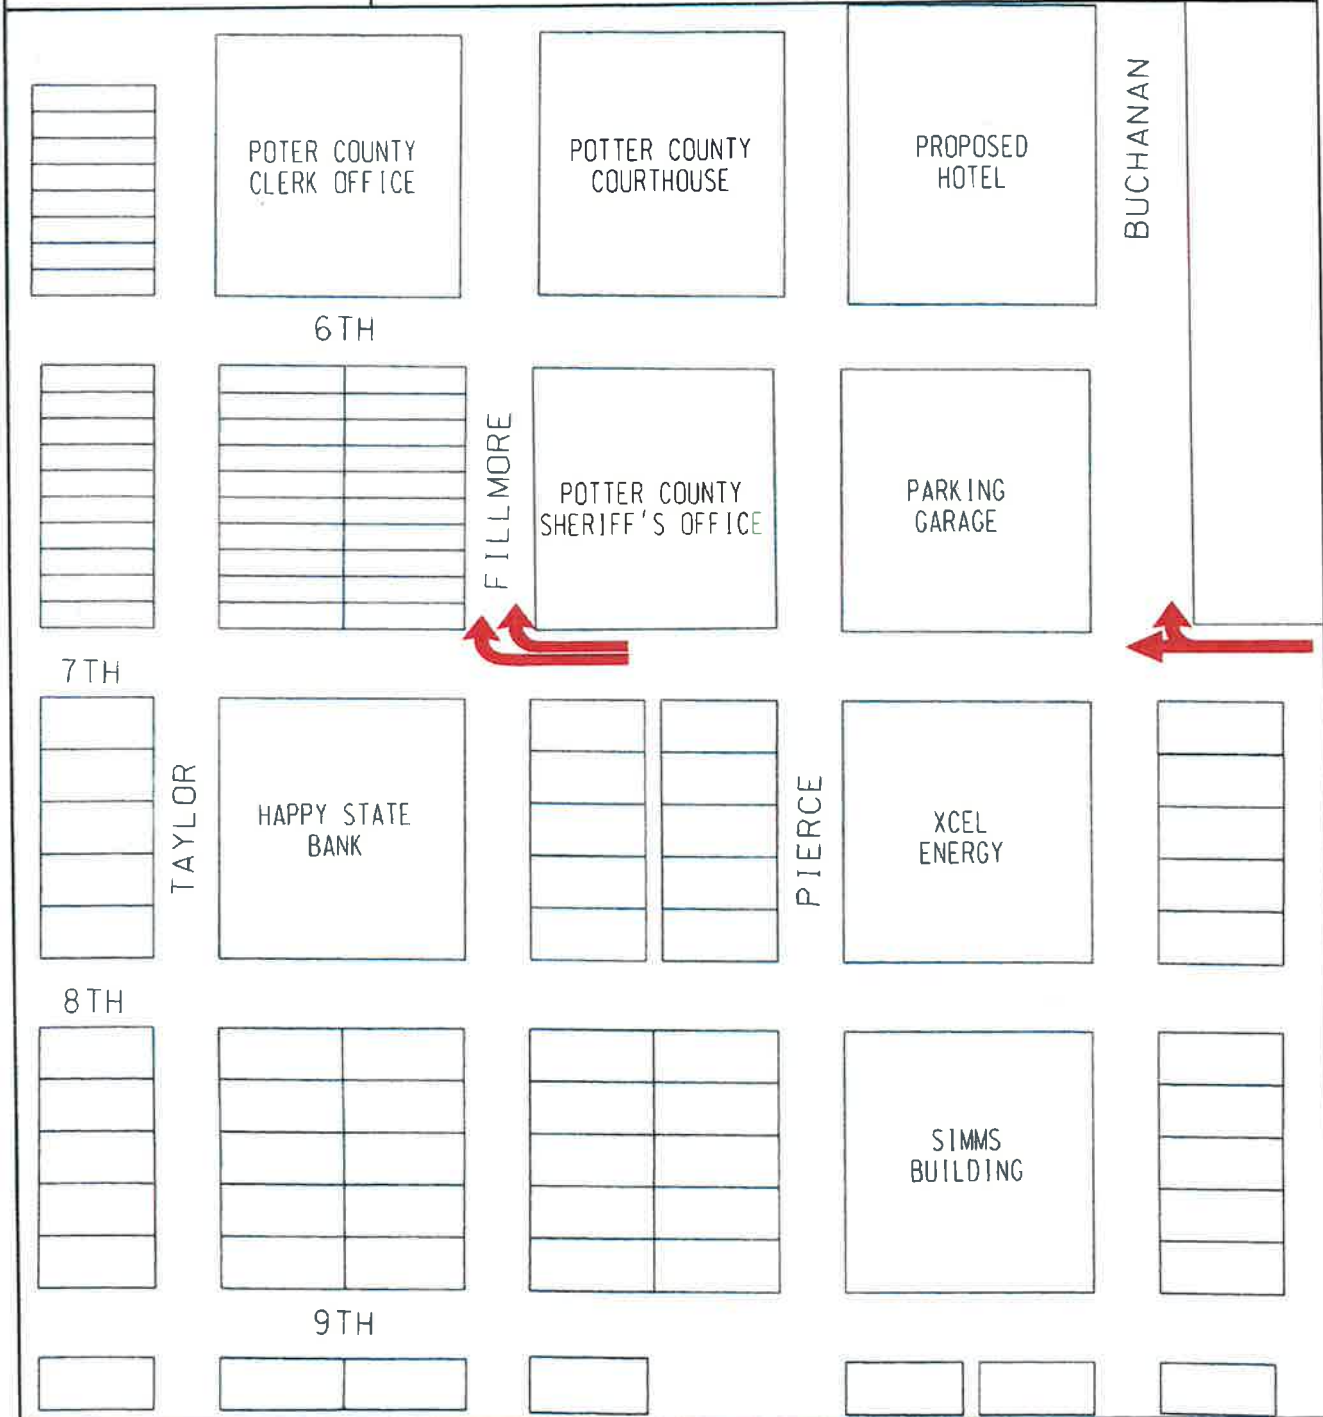 POTER COUNTY
CLERK OFFICE
POTTER COUNTY
COURTHOUSE
PROPOSED
HOTEL
BUCHANAN
6TH
FILLMORE
POTTER COUNTY
SHERIFF'S OFFICE
PARKING
GARAGE
7TH
TAYLOR
HAPPY STATE
BANK
PIERCE
XCEL
ENERGY
8TH
SIMMS
BUILDING
9TH